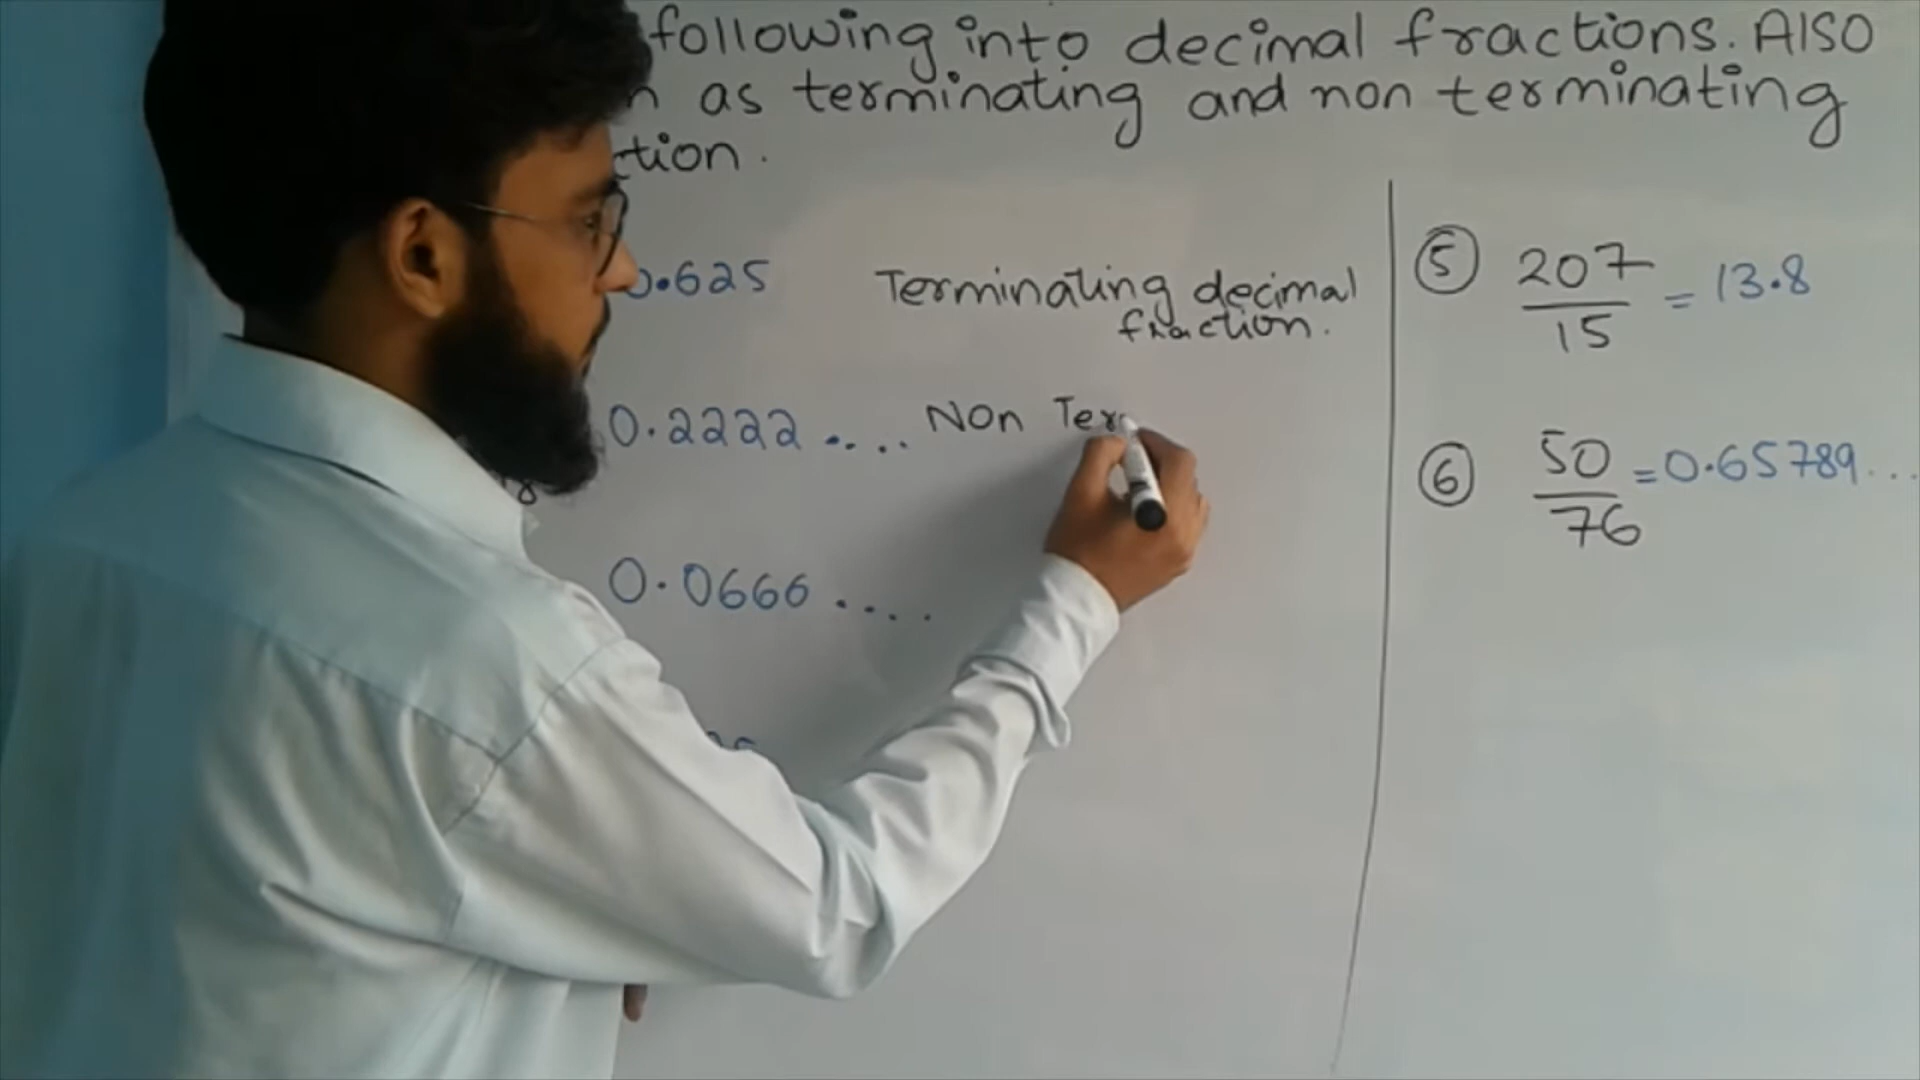 following into decimal fractions. Also
as terminating and non terminating
ction.
0.625 Terminating decimal
fraction.
0.2222 .... Non Ter
0.0666 ....
5 207/15 = 13.8
6 50/76 = 0.65789...